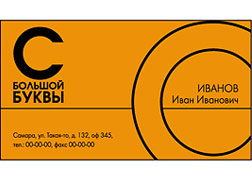 С
БОЛЬШОЙ
БУКВЫ
ИВАНОВ
Иван Иванович
Самара, ул. Такая-то, д. 132, оф 345,
тел.: 00-00-00, факс 00-00-00